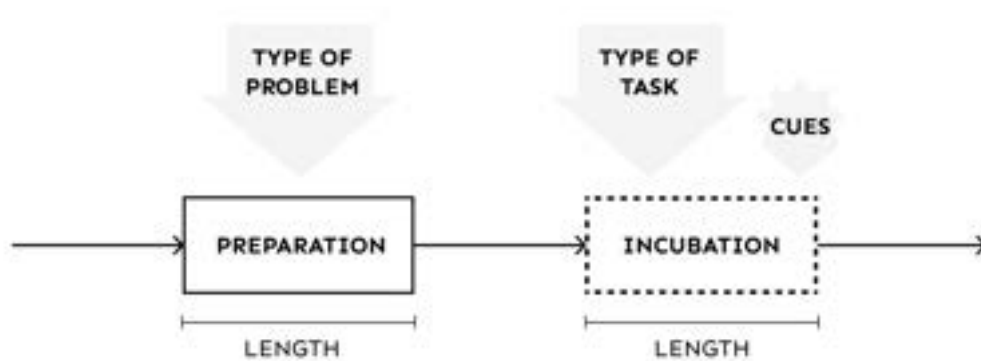 TYPE OF
PROBLEM
TYPE OF
TASK
CUES
PREPARATION
INCUBATION
LENGTH
LENGTH